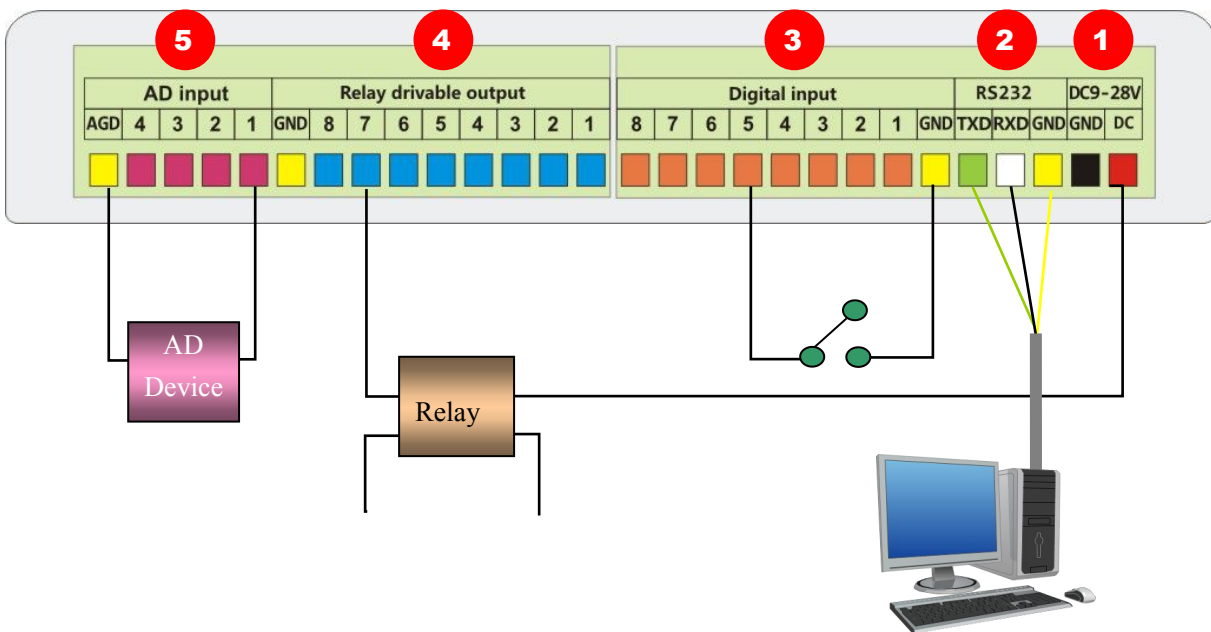 5 4 3 2 1
AD input Relay drivable output Digital input RS232 DC9-28V
AGD 4 3 2 1 GND 8 7 6 5 4 3 2 1 8 7 6 5 4 3 2 1 GND TXD RXD GND GND DC
AD
Device
Relay